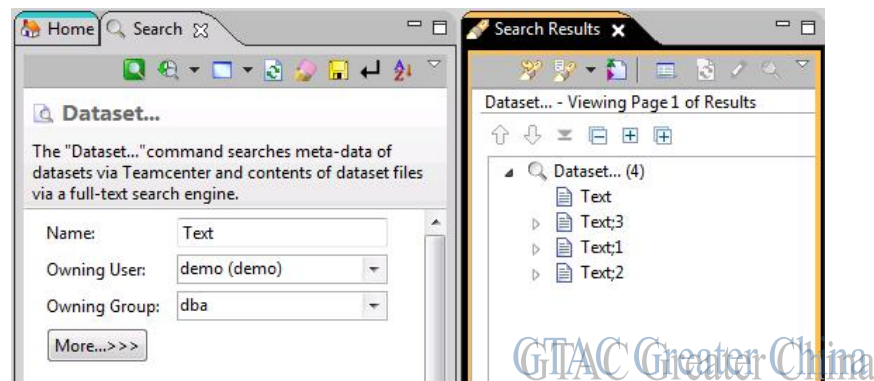 Home Search
Dataset...
The "Dataset..."command searches meta-data of
datasets via Teamcenter and contents of dataset files
via a full-text search engine.
Name: Text
Owning User: demo (demo)
Owning Group: dba
More...>>>
Search Results
Dataset... - Viewing Page 1 of Results
Dataset... (4)
Text
Text;3
Text;1
Text;2
GTAC Greater China